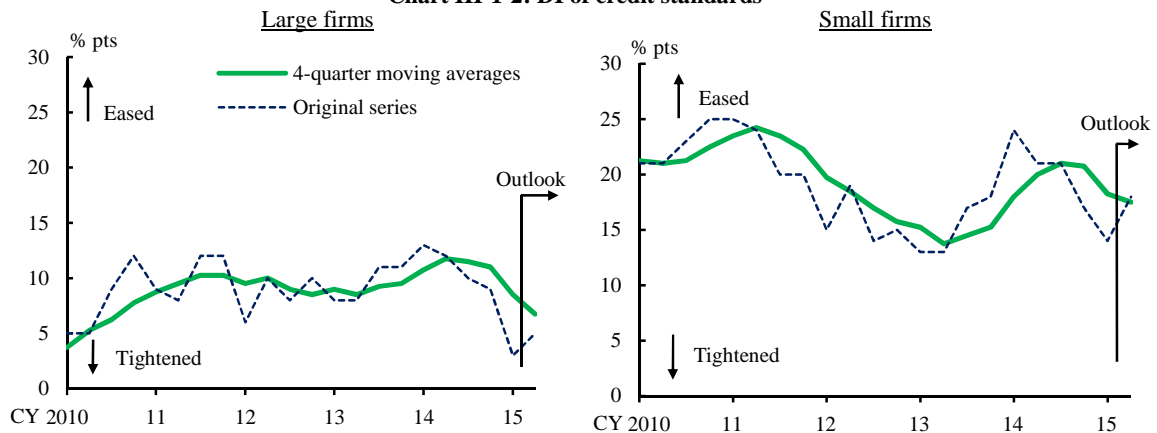 Large firms
% pts
30
25
20
15
10
5
0
4-quarter moving averages
Original series
Eased
Tightened
Outlook
CY 2010 11 12 13 14 15
Small firms
% pts
30
25
20
15
10
5
0
Eased
Tightened
Outlook
CY 2010 11 12 13 14 15